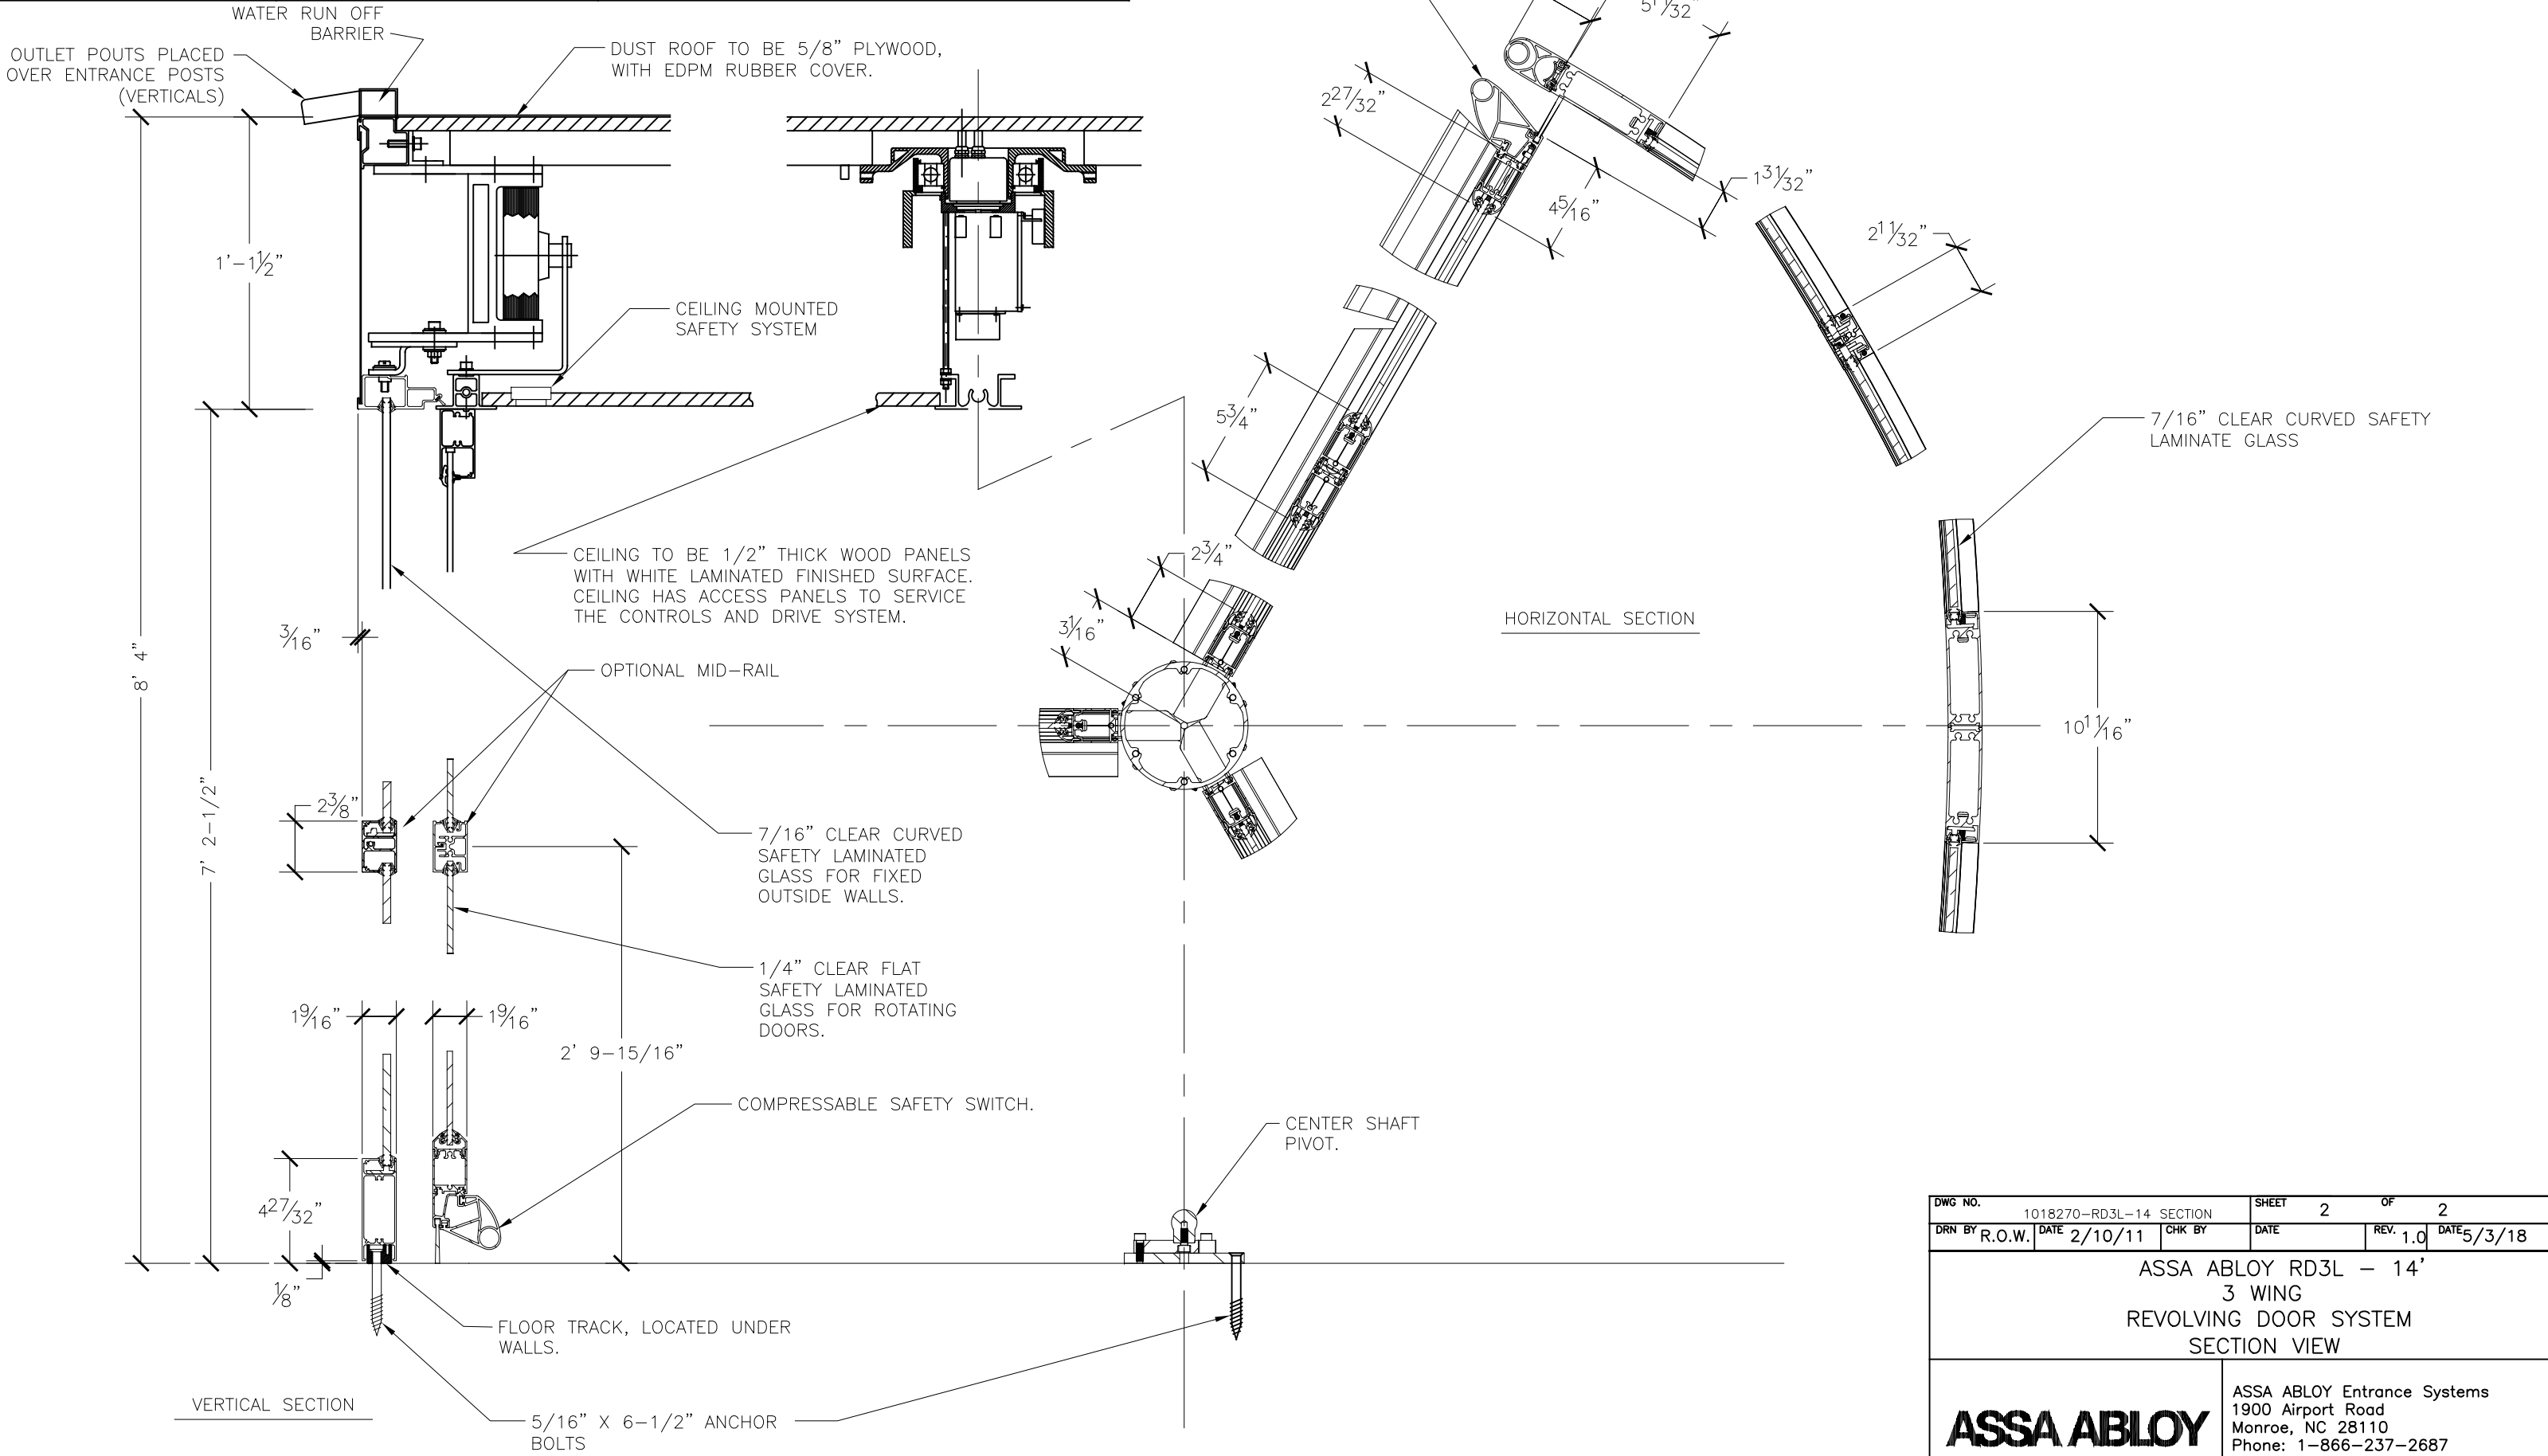 WATER RUN OFF
BARRIER
OUTLET POUTS PLACED
OVER ENTRANCE POSTS
(VERTICALS)
DUST ROOF TO BE 5/8" PLYWOOD,
WITH EDPM RUBBER COVER.
1'-1½"
CEILING MOUNTED
SAFETY SYSTEM
CEILING TO BE 1/2" THICK WOOD PANELS
WITH WHITE LAMINATED FINISHED SURFACE.
CEILING HAS ACCESS PANELS TO SERVICE
THE CONTROLS AND DRIVE SYSTEM.
3/16"
8' 4"
OPTIONAL MID-RAIL
7' 2-1/2"
2 3/8"
7/16" CLEAR CURVED
SAFETY LAMINATED
GLASS FOR FIXED
OUTSIDE WALLS.
1/4" CLEAR FLAT
SAFETY LAMINATED
GLASS FOR ROTATING
DOORS.
1 9/16"
1 9/16"
2' 9-15/16"
COMPRESSABLE SAFETY SWITCH.
4 27/32"
1/8"
FLOOR TRACK, LOCATED UNDER
WALLS.
VERTICAL SECTION
5/16" X 6-1/2" ANCHOR
BOLTS
CENTER SHAFT
PIVOT.
2 27/32"
4 5/16"
1 31/32"
2 11/32"
5 3/4"
7/16" CLEAR CURVED SAFETY
LAMINATE GLASS
2 3/4"
3 1/16"
HORIZONTAL SECTION
10 11/16"
DWG NO. 1018270-RD3L-14 SECTION SHEET 2 OF 2
DRN BY R.O.W. DATE 2/10/11 CHK BY DATE REV. 1.0 DATE 5/3/18
ASSA ABLOY RD3L - 14'
3 WING
REVOLVING DOOR SYSTEM
SECTION VIEW
ASSA ABLOY
ASSA ABLOY Entrance Systems
1900 Airport Road
Monroe, NC 28110
Phone: 1-866-237-2687